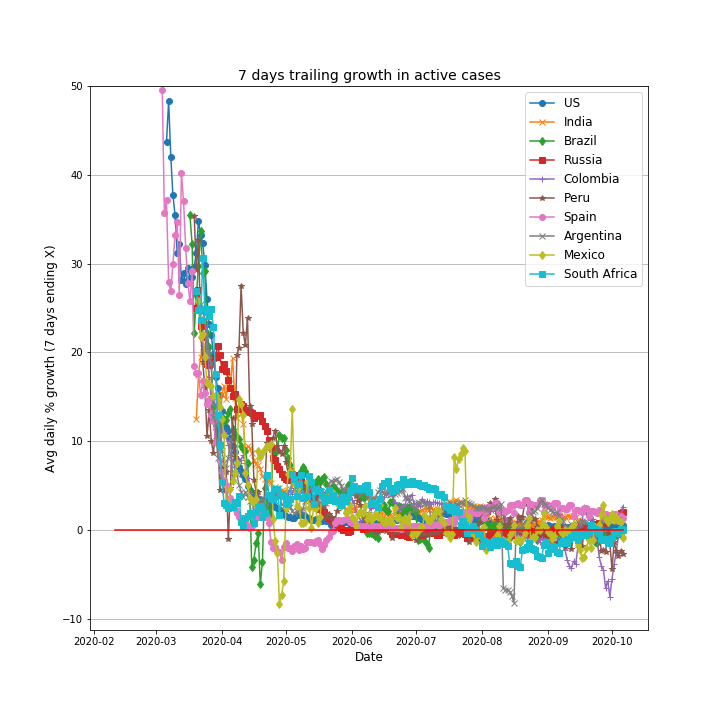 7 days trailing growth in active cases
50
40
30
20
10
0
−10
Avg daily % growth (7 days ending X)
US
India
Brazil
Russia
Colombia
Peru
Spain
Argentina
Mexico
South Africa
2020-02 2020-03 2020-04 2020-05 2020-06 2020-07 2020-08 2020-09 2020-10
Date